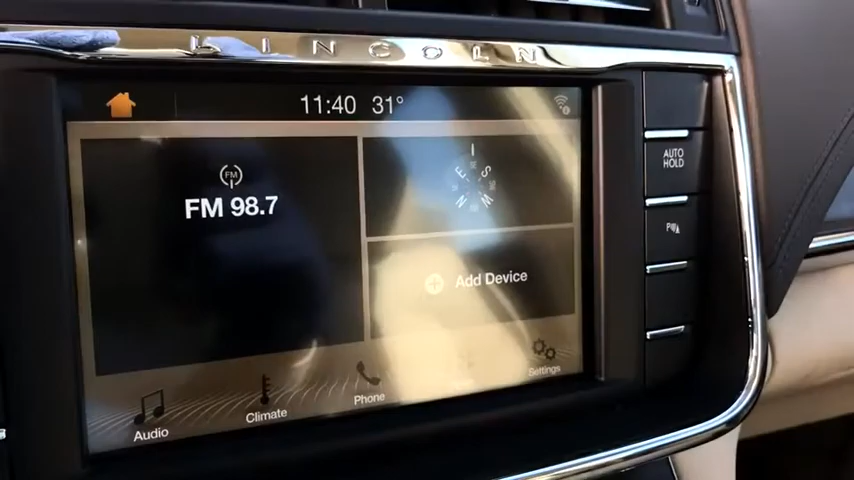 LINCOLN
11:40 31°
FM
FM 98.7
E S
N W
Add Device
AUTO
HOLD
Audio
Climate
Phone
Settings